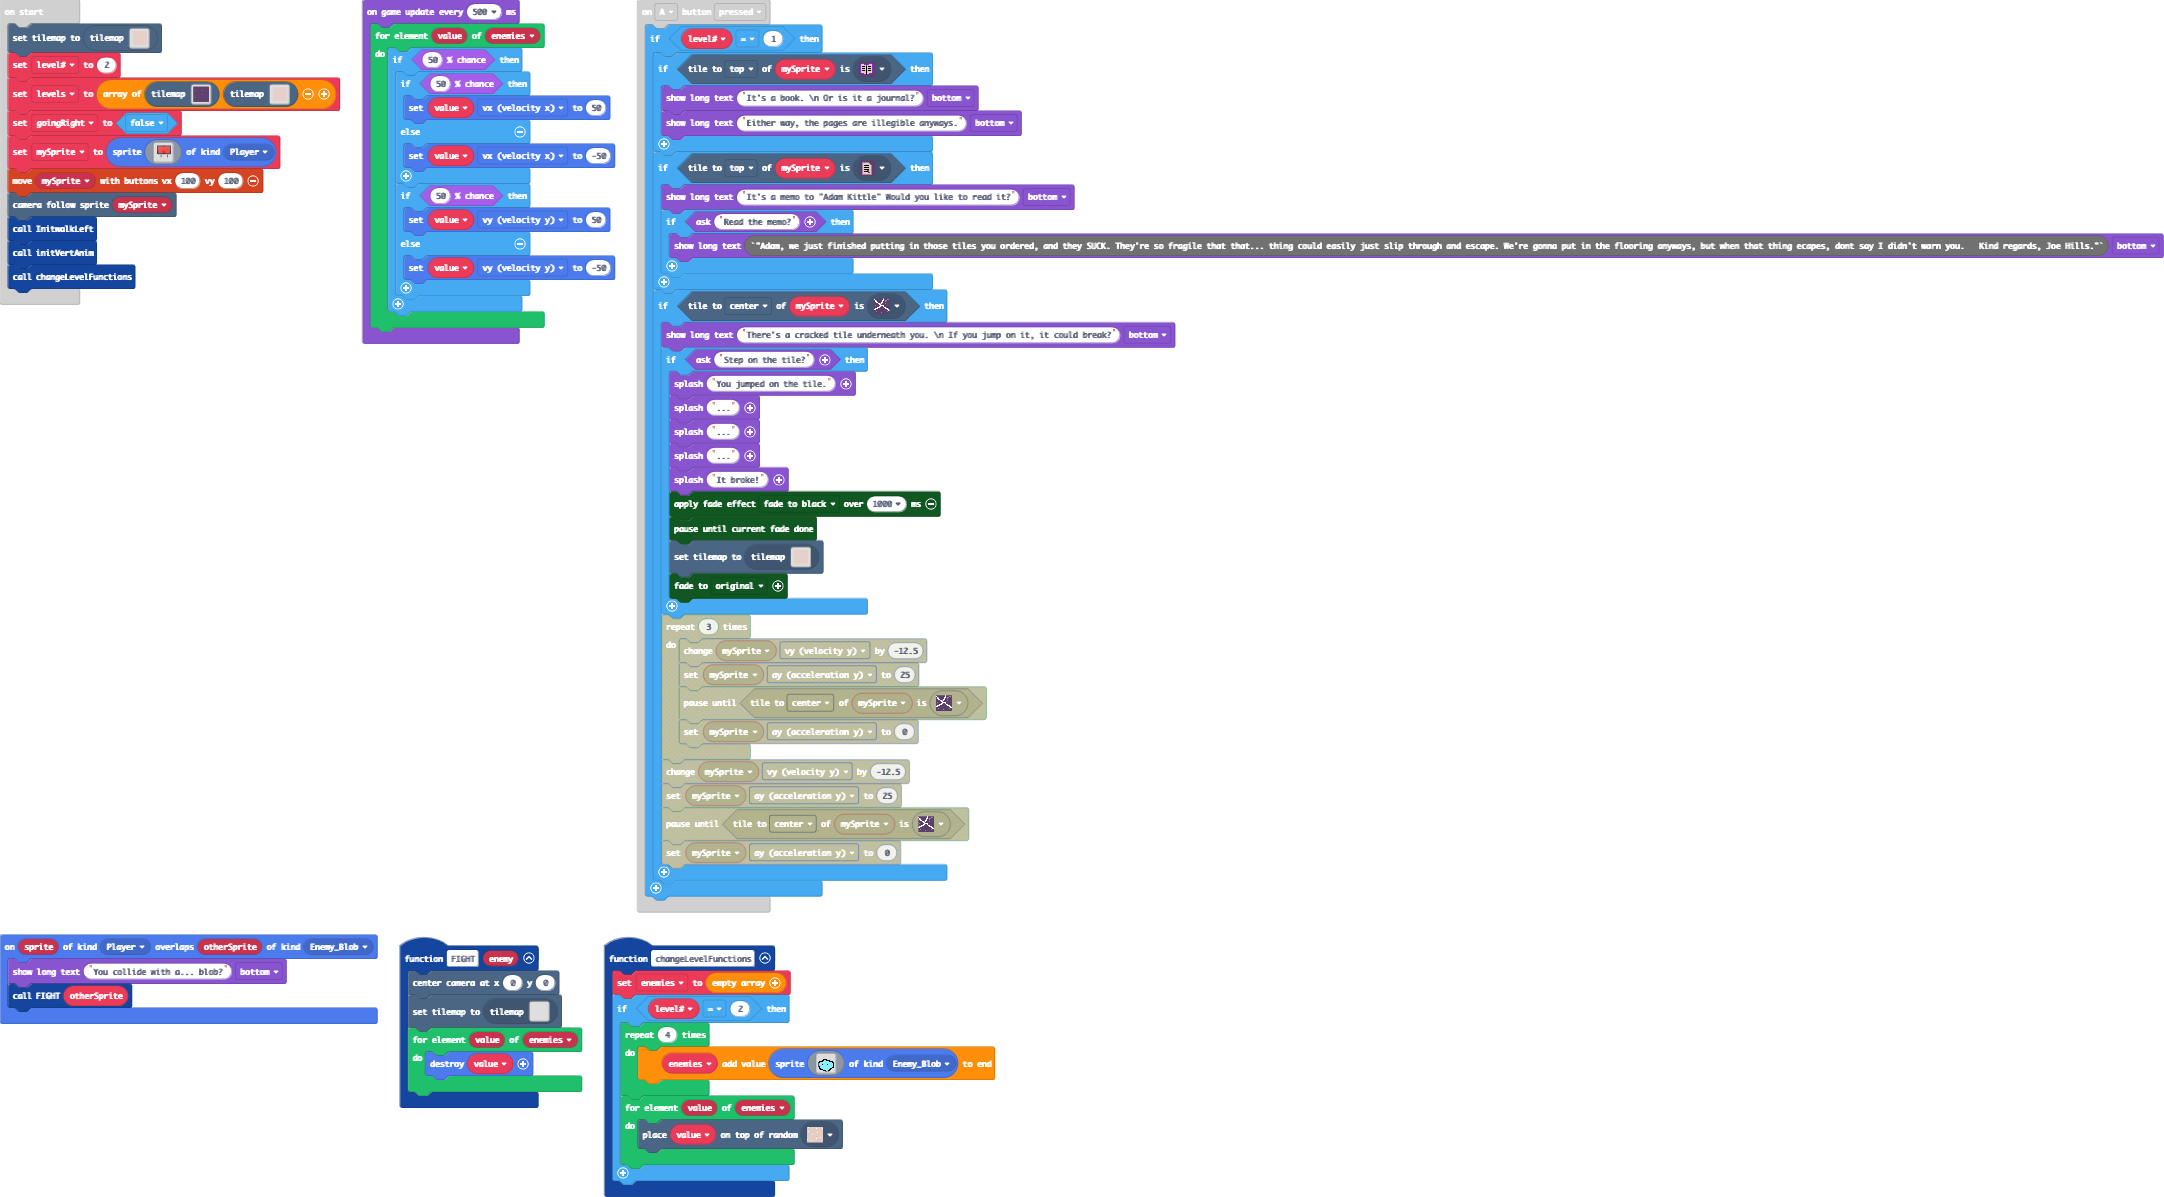 on start
set tilemap to tilemap
set level# to 2
set levels to array of tilemap tilemap
set goingRight to false
set mySprite to sprite of kind Player
move mySprite with buttons vx 100 vy 100
camera follow sprite mySprite
call InitwalkLeft
call initVertAnim
call changeLevelFunctions
on game update every 500 ms
for element value of enemies
do if 50 % chance then
if 50 % chance then
set value vx (velocity x) to 50
else
set value vx (velocity x) to -50
if 50 % chance then
set value vy (velocity y) to 50
else
set value vy (velocity y) to -50
on A button pressed
if level# = 1 then
if tile to top of mySprite is then
show long text "It's a book. \n Or is it a journal?" bottom
show long text "Either way, the pages are illegible anyways." bottom
if tile to top of mySprite is then
show long text "It's a memo to "Adam Kittle" Would you like to read it?" bottom
if ask "Read the memo?" then
show long text `"Adam, we just finished putting in those tiles you ordered, and they SUCK. They're so fragile that that... thing could easily just slip through and escape. We're gonna put in the flooring anyways, but when that thing ecapes, dont say I didn't warn you. Kind regards, Joe Hills."` bottom
if tile to center of mySprite is then
show long text "There's a cracked tile underneath you. \n If you jump on it, it could break?" bottom
if ask "Step on the tile?" then
splash "You jumped on the tile."
splash "..."
splash "..."
splash "..."
splash "It broke!"
apply fade effect fade to black over 1000 ms
pause until current fade done
set tilemap to tilemap
fade to original
repeat 3 times
do change mySprite vy (velocity y) by -12.5
set mySprite ay (acceleration y) to 25
pause until tile to center of mySprite is
set mySprite ay (acceleration y) to 0
change mySprite vy (velocity y) by -12.5
set mySprite ay (acceleration y) to 25
pause until tile to center of mySprite is
set mySprite ay (acceleration y) to 0
on sprite of kind Player overlaps otherSprite of kind Enemy_Blob
show long text "You collide with a... blob?" bottom
call FIGHT otherSprite
function FIGHT enemy
center camera at x 0 y 0
set tilemap to tilemap
for element value of enemies
do destroy value
function changeLevelFunctions
set enemies to empty array
if level# = 2 then
repeat 4 times
do enemies add value sprite of kind Enemy_Blob to end
for element value of enemies
do place value on top of random